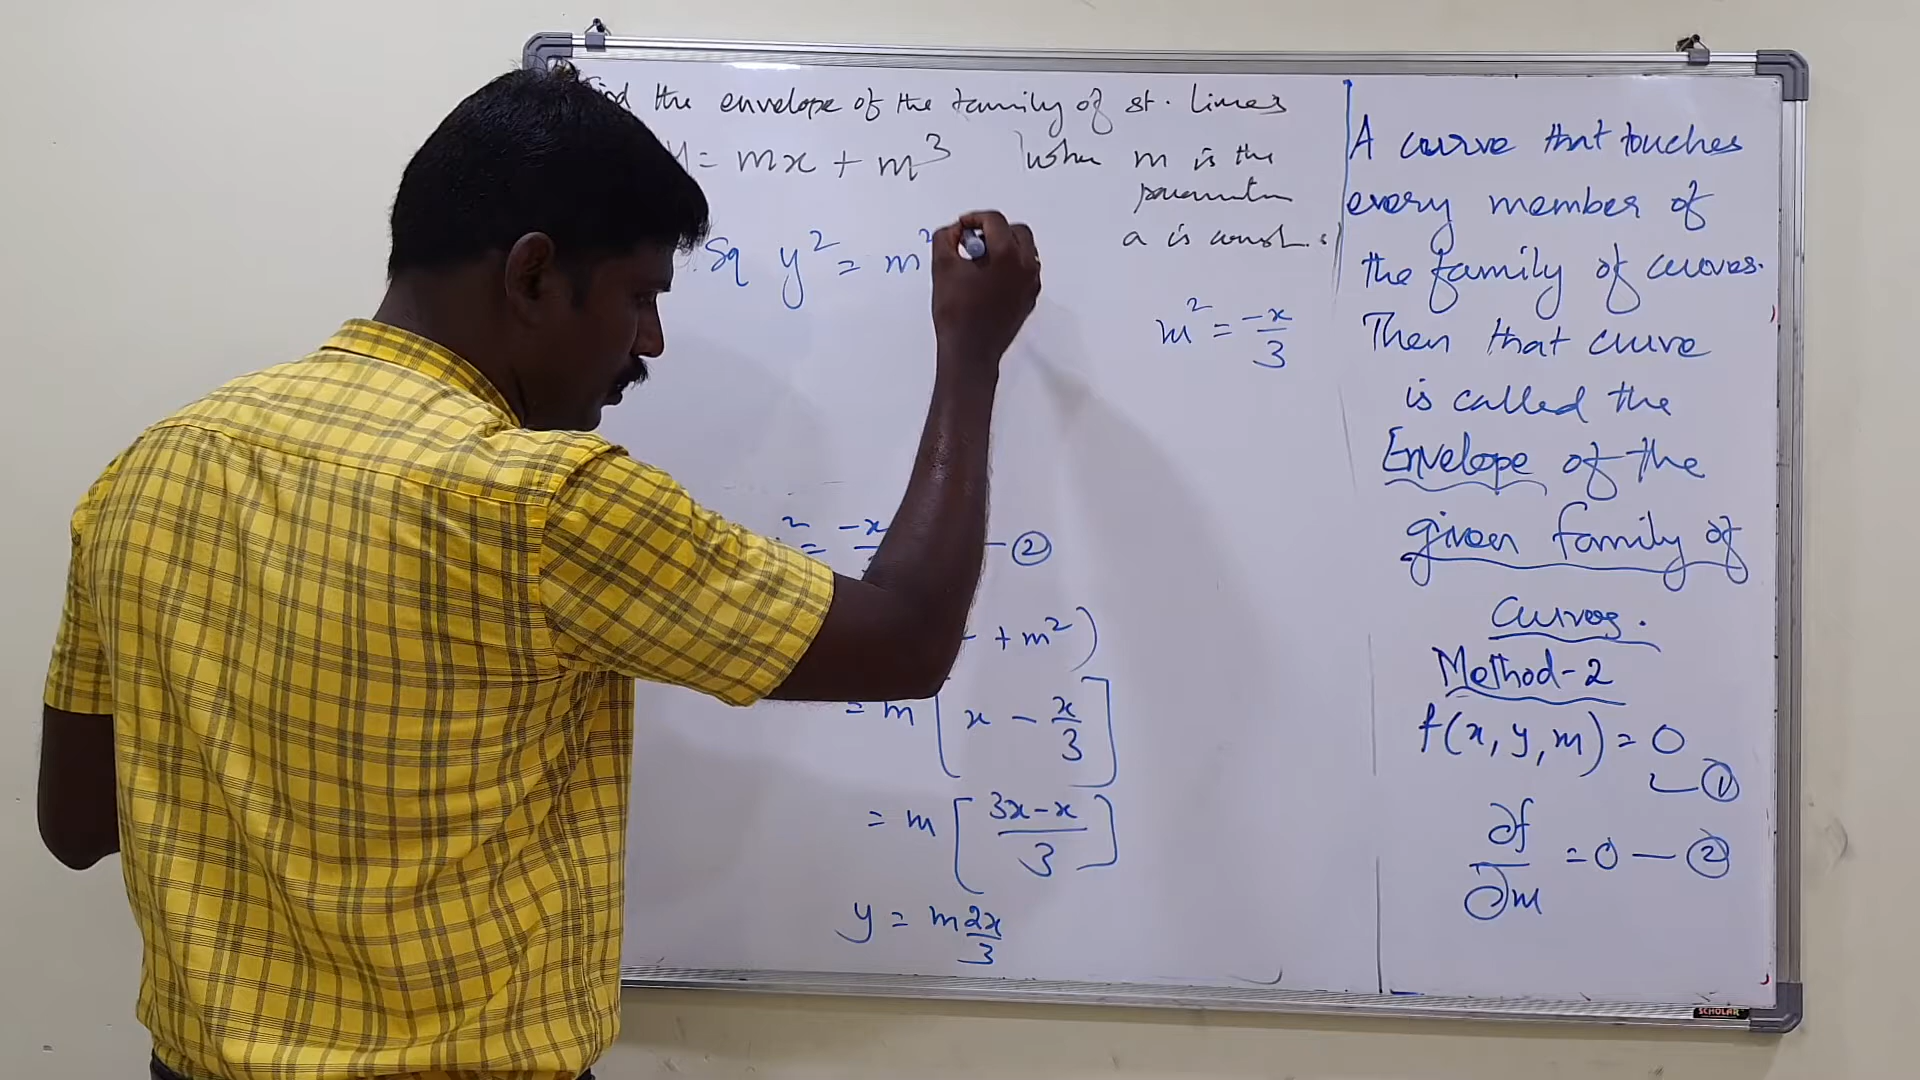 the envelope of the family of st. lines
y = mx + m³ when m is the
parameter
a is const.
Sq y² = m²
m² = -x/3
² = -x
— ②
+ m²)
= m [x - x/3]
= m [(3x-x)/3]
y = m 2x/3
A curve that touches
every member of
the family of curves.
Then that curve
is called the
Envelope of the
given family of
Curves.
Method-2
f(x, y, m) = 0
①
∂f/∂m = 0 — ②
SCHOLAR